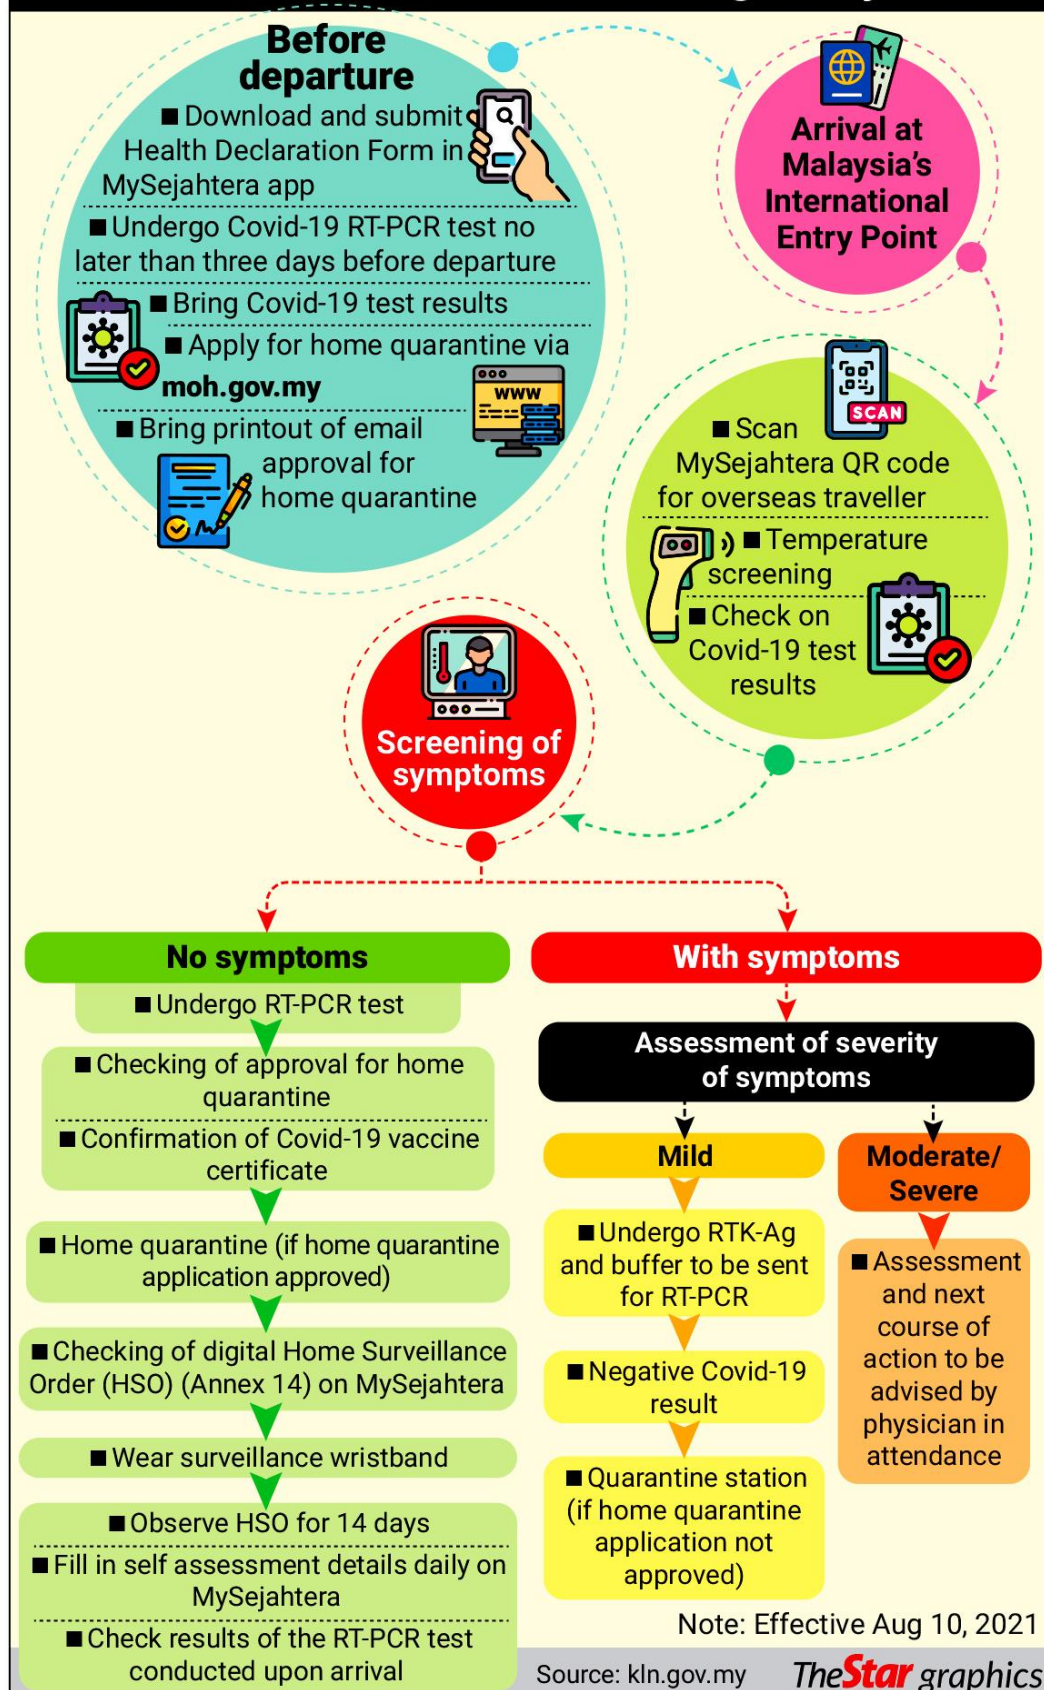 Before
departure
■ Download and submit
Health Declaration Form in
MySejahtera app
■ Undergo Covid-19 RT-PCR test no
later than three days before departure
■ Bring Covid-19 test results
■ Apply for home quarantine via
moh.gov.my
WWW
■ Bring printout of email
approval for
home quarantine
Arrival at
Malaysia's
International
Entry Point
SCAN
■ Scan
MySejahtera QR code
for overseas traveller
■ Temperature
screening
■ Check on
Covid-19 test
results
Screening of
symptoms
No symptoms
■ Undergo RT-PCR test
■ Checking of approval for home
quarantine
■ Confirmation of Covid-19 vaccine
certificate
■ Home quarantine (if home quarantine
application approved)
■ Checking of digital Home Surveillance
Order (HSO) (Annex 14) on MySejahtera
■ Wear surveillance wristband
■ Observe HSO for 14 days
■ Fill in self assessment details daily on
MySejahtera
■ Check results of the RT-PCR test
conducted upon arrival
With symptoms
Assessment of severity
of symptoms
Mild
■ Undergo RTK-Ag
and buffer to be sent
for RT-PCR
■ Negative Covid-19
result
■ Quarantine station
(if home quarantine
application not
approved)
Moderate/
Severe
■ Assessment
and next
course of
action to be
advised by
physician in
attendance
Note: Effective Aug 10, 2021
Source: kln.gov.my
TheStar graphics